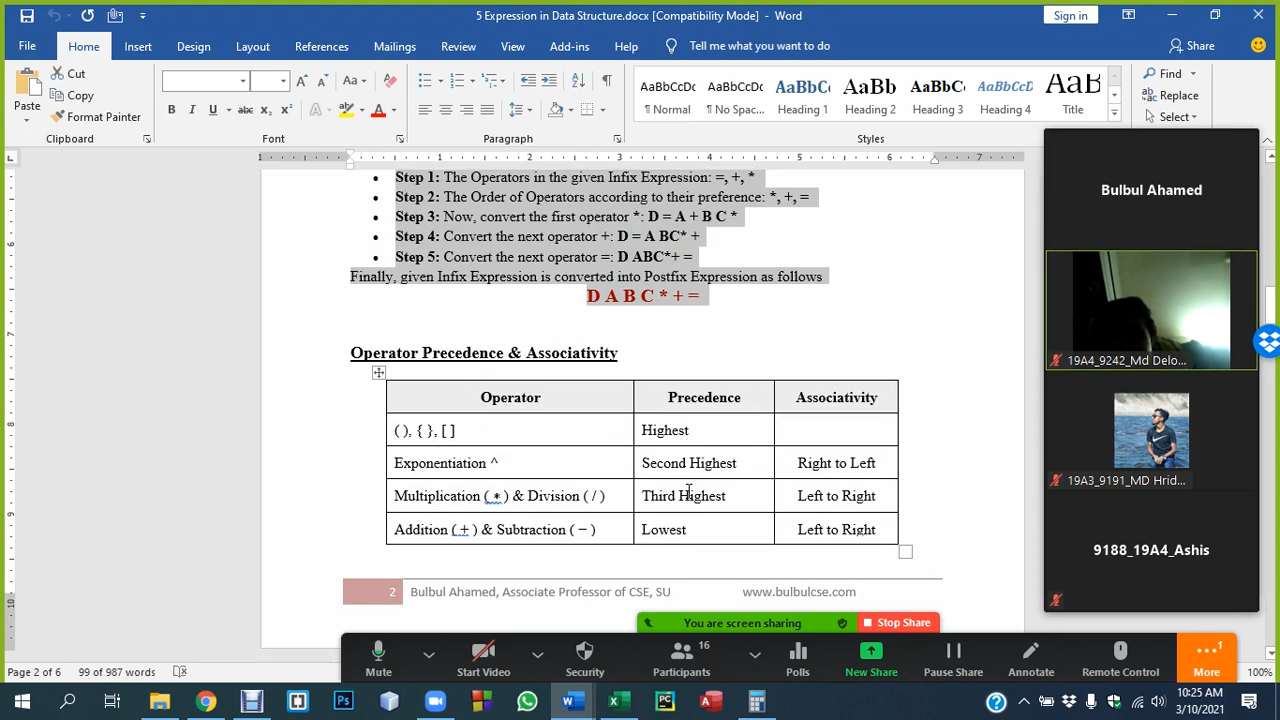 5 Expression in Data Structure.docx [Compatibility Mode] - Word
Sign in
File Home Insert Design Layout References Mailings Review View Add-ins Help Tell me what you want to do Share
Paste
Cut
Copy
Format Painter
Clipboard
Font
Paragraph
AaBbCcDc AaBbCcDc AaBbC AaBbC AaBbC AaBbCcD AaB
¶ Normal ¶ No Spac... Heading 1 Heading 2 Heading 3 Heading 4 Title
Styles
Find
Replace
Select
1 1 2 3 4 5 6 7
• Step 1: The Operators in the given Infix Expression: =, +, *
• Step 2: The Order of Operators according to their preference: *, +, =
• Step 3: Now, convert the first operator *: D = A + B C *
• Step 4: Convert the next operator +: D = A BC* +
• Step 5: Convert the next operator =: D ABC*+ =
Finally, given Infix Expression is converted into Postfix Expression as follows
D A B C * + =
Operator Precedence & Associativity
Operator Precedence Associativity
( ), { }, [ ] Highest
Exponentiation ^ Second Highest Right to Left
Multiplication ( * ) & Division ( / ) Third Highest Left to Right
Addition ( + ) & Subtraction ( − ) Lowest Left to Right
2 Bulbul Ahamed, Associate Professor of CSE, SU www.bulbulcse.com
Bulbul Ahamed
19A4_9242_Md Delo...
19A3_9191_MD Hrid...
9188_19A4_Ashis
You are screen sharing Stop Share
Mute Start Video Security Participants 16 Polls New Share Pause Share Annotate Remote Control More 1
Page 2 of 6 99 of 987 words 100%
10:25 AM
3/10/2021